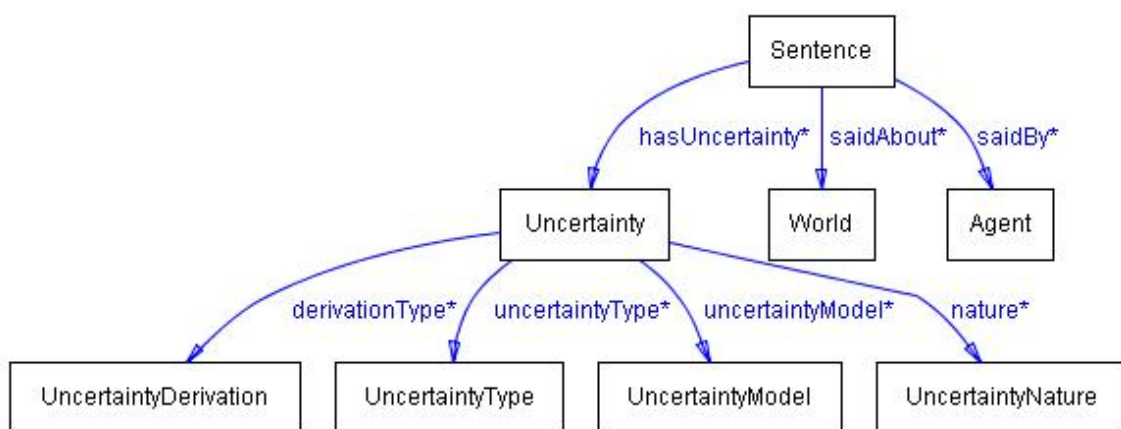 Sentence
hasUncertainty* saidAbout* saidBy*
Uncertainty World Agent
derivationType* uncertaintyType* uncertaintyModel* nature*
UncertaintyDerivation UncertaintyType UncertaintyModel UncertaintyNature